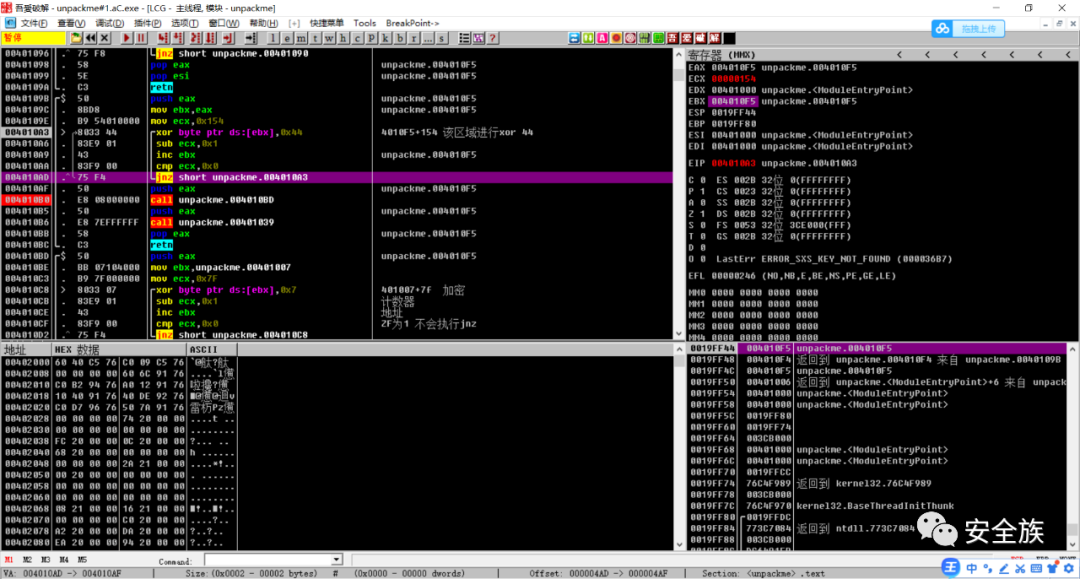 吾爱破解 - unpackme#1.aC.exe - [LCG - 主线程, 模块 - unpackme]
文件(F) 查看(V) 调试(D) 插件(P) 选项(T) 窗口(W) 帮助(H) [+] 快捷菜单 Tools BreakPoint->
拖拽上传
暂停 l e m t w h c p k b r ... s
00401096 75 F8 jnz short unpackme.00401090
00401098 58 pop eax unpackme.004010F5
00401099 5E pop esi unpackme.004010F5
0040109A C3 retn
0040109B 50 push eax unpackme.004010F5
0040109C 8BD8 mov ebx,eax unpackme.004010F5
0040109E B9 54010000 mov ecx,0x154
004010A3 8033 44 xor byte ptr ds:[ebx],0x44 4010F5+154 该区域进行xor 44
004010A6 83E9 01 sub ecx,0x1
004010A9 43 inc ebx unpackme.004010F5
004010AA 83F9 00 cmp ecx,0x0
004010AD 75 F4 jnz short unpackme.004010A3
004010AF 50 push eax unpackme.004010F5
004010B0 E8 08000000 call unpackme.004010BD
004010B5 50 push eax unpackme.004010F5
004010B6 E8 7EFFFFFF call unpackme.00401039
004010BB 58 pop eax unpackme.004010F5
004010BC C3 retn
004010BD 50 push eax unpackme.004010F5
004010BE BB 07104000 mov ebx,unpackme.00401007
004010C3 B9 7F000000 mov ecx,0x7F
004010C8 8033 07 xor byte ptr ds:[ebx],0x7 401007+7f 加密
004010CB 83E9 01 sub ecx,0x1 计数器
004010CE 43 inc ebx 地址
004010CF 83F9 00 cmp ecx,0x0 ZF为1 不会执行jnz
004010D2 75 F4 jnz short unpackme.004010C8
寄存器 (MMX) < < < < < <
EAX 004010F5 unpackme.004010F5
ECX 00000154
EDX 00401000 unpackme.<ModuleEntryPoint>
EBX 004010F5 unpackme.004010F5
ESP 0019FF44
EBP 0019FF80
ESI 00401000 unpackme.<ModuleEntryPoint>
EDI 00401000 unpackme.<ModuleEntryPoint>
EIP 004010A3 unpackme.004010A3
C 0 ES 002B 32位 0(FFFFFFFF)
P 1 CS 0023 32位 0(FFFFFFFF)
A 0 SS 002B 32位 0(FFFFFFFF)
Z 1 DS 002B 32位 0(FFFFFFFF)
S 0 FS 0053 32位 3CE000(FFF)
T 0 GS 002B 32位 0(FFFFFFFF)
D 0
O 0 LastErr ERROR_SXS_KEY_NOT_FOUND (000036B7)
EFL 00000246 (NO,NB,E,BE,NS,PE,GE,LE)
MM0 0000 0000 0000 0000
MM1 0000 0000 0000 0000
MM2 0000 0000 0000 0000
MM3 0000 0000 0000 0000
MM4 0000 0000 0000 0000
地址 HEX 数据 ASCII
00402000 60 40 C5 76 C0 09 C5 76
00402008 00 00 00 00 60 6C 91 76
00402010 C0 B2 94 76 A0 12 91 76
00402018 10 40 91 76 40 DE 92 76
00402020 C0 D7 96 76 50 7A 91 76
00402028 00 00 00 00 74 20 00 00 ....t ..
00402030 00 00 00 00 00 00 00 00 ........
00402038 FC 20 00 00 0C 20 00 00
00402040 68 20 00 00 00 00 00 00 h ......
00402048 00 00 00 00 2A 21 00 00 ....*!..
00402050 00 20 00 00 00 00 00 00 . ......
00402058 00 00 00 00 00 00 00 00 ........
00402060 00 00 00 00 00 00 00 00 ........
00402068 08 21 00 00 16 21 00 00
00402070 00 00 00 00 C0 20 00 00
00402078 A2 20 00 00 DA 20 00 00
00402080 EA 20 00 00 94 20 00 00
0019FF44 004010F5 unpackme.004010F5
0019FF48 004010F4 返回到 unpackme.004010F4 来自 unpackme.0040109B
0019FF4C 004010F5 unpackme.004010F5
0019FF50 00401006 返回到 unpackme.<ModuleEntryPoint>+6 来自 unpack
0019FF54 00401000 unpackme.<ModuleEntryPoint>
0019FF58 00401000 unpackme.<ModuleEntryPoint>
0019FF5C 0019FF80
0019FF60 0019FF74
0019FF64 003CB000
0019FF68 00401000 unpackme.<ModuleEntryPoint>
0019FF6C 00401000 unpackme.<ModuleEntryPoint>
0019FF70 0019FFCC
0019FF74 76C4F989 返回到 kernel32.76C4F989
0019FF78 003CB000
0019FF7C 76C4F970 kernel32.BaseThreadInitThunk
0019FF80 0019FFDC
0019FF84 773C7084 返回到 ntdll.773C7084
0019FF88 003CB000
安全族
M1 M2 M3 M4 M5 Command:
VA: 004010AD -> 004010AF Size:(0x0002 - 00002 bytes) # (0x0000 - 00000 dwords) Offset: 000004AD -> 000004AF Section: <unpackme> .text
王 中